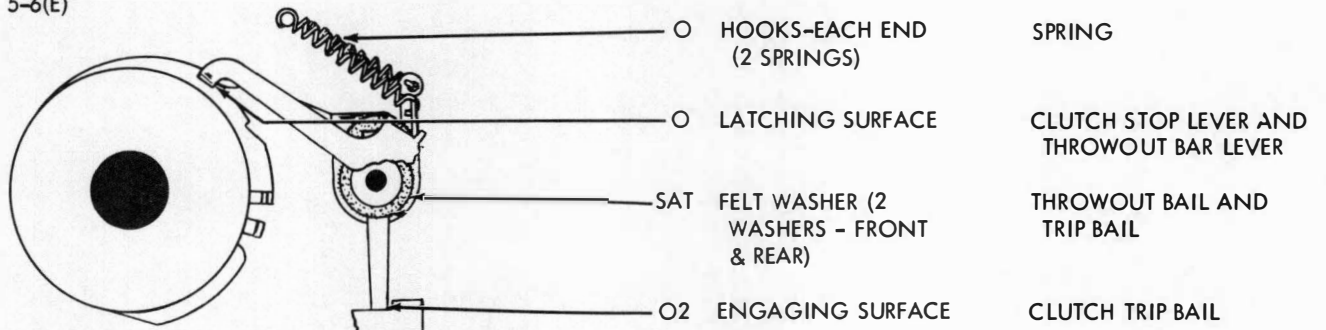 5-6(E)
O HOOKS-EACH END SPRING
(2 SPRINGS)
O LATCHING SURFACE CLUTCH STOP LEVER AND
THROWOUT BAR LEVER
SAT FELT WASHER (2 THROWOUT BAIL AND
WASHERS - FRONT TRIP BAIL
& REAR)
O2 ENGAGING SURFACE CLUTCH TRIP BAIL